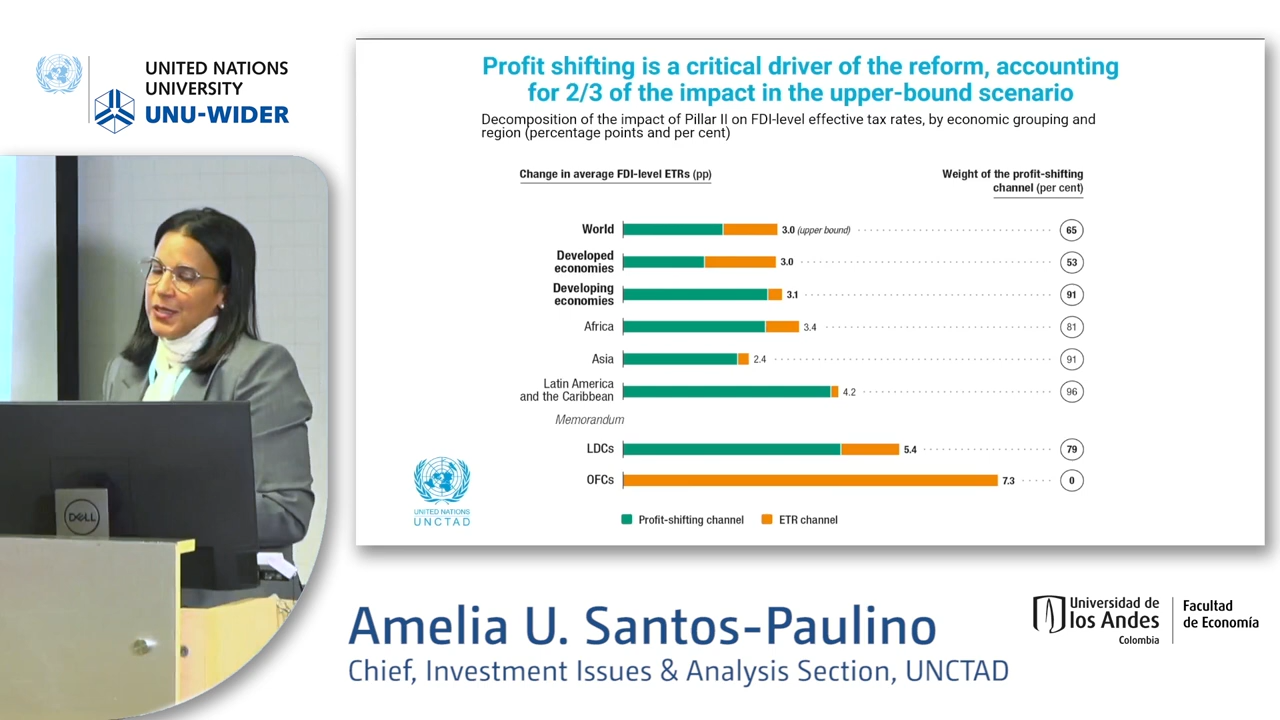 UNITED NATIONS
UNIVERSITY
UNU-WIDER
Profit shifting is a critical driver of the reform, accounting
for 2/3 of the impact in the upper-bound scenario
Decomposition of the impact of Pillar II on FDI-level effective tax rates, by economic grouping and
region (percentage points and per cent)
Change in average FDI-level ETRs (pp)
Weight of the profit-shifting
channel (per cent)
World 3.0 (upper bound) 65
Developed
economies 3.0 53
Developing
economies 3.1 91
Africa 3.4 81
Asia 2.4 91
Latin America
and the Caribbean 4.2 96
Memorandum
LDCs 5.4 79
OFCs 7.3 0
Profit-shifting channel ETR channel
UNITED NATIONS
UNCTAD
DELL
Amelia U. Santos-Paulino
Chief, Investment Issues & Analysis Section, UNCTAD
Universidad de
los Andes
Colombia
Facultad
de Economía